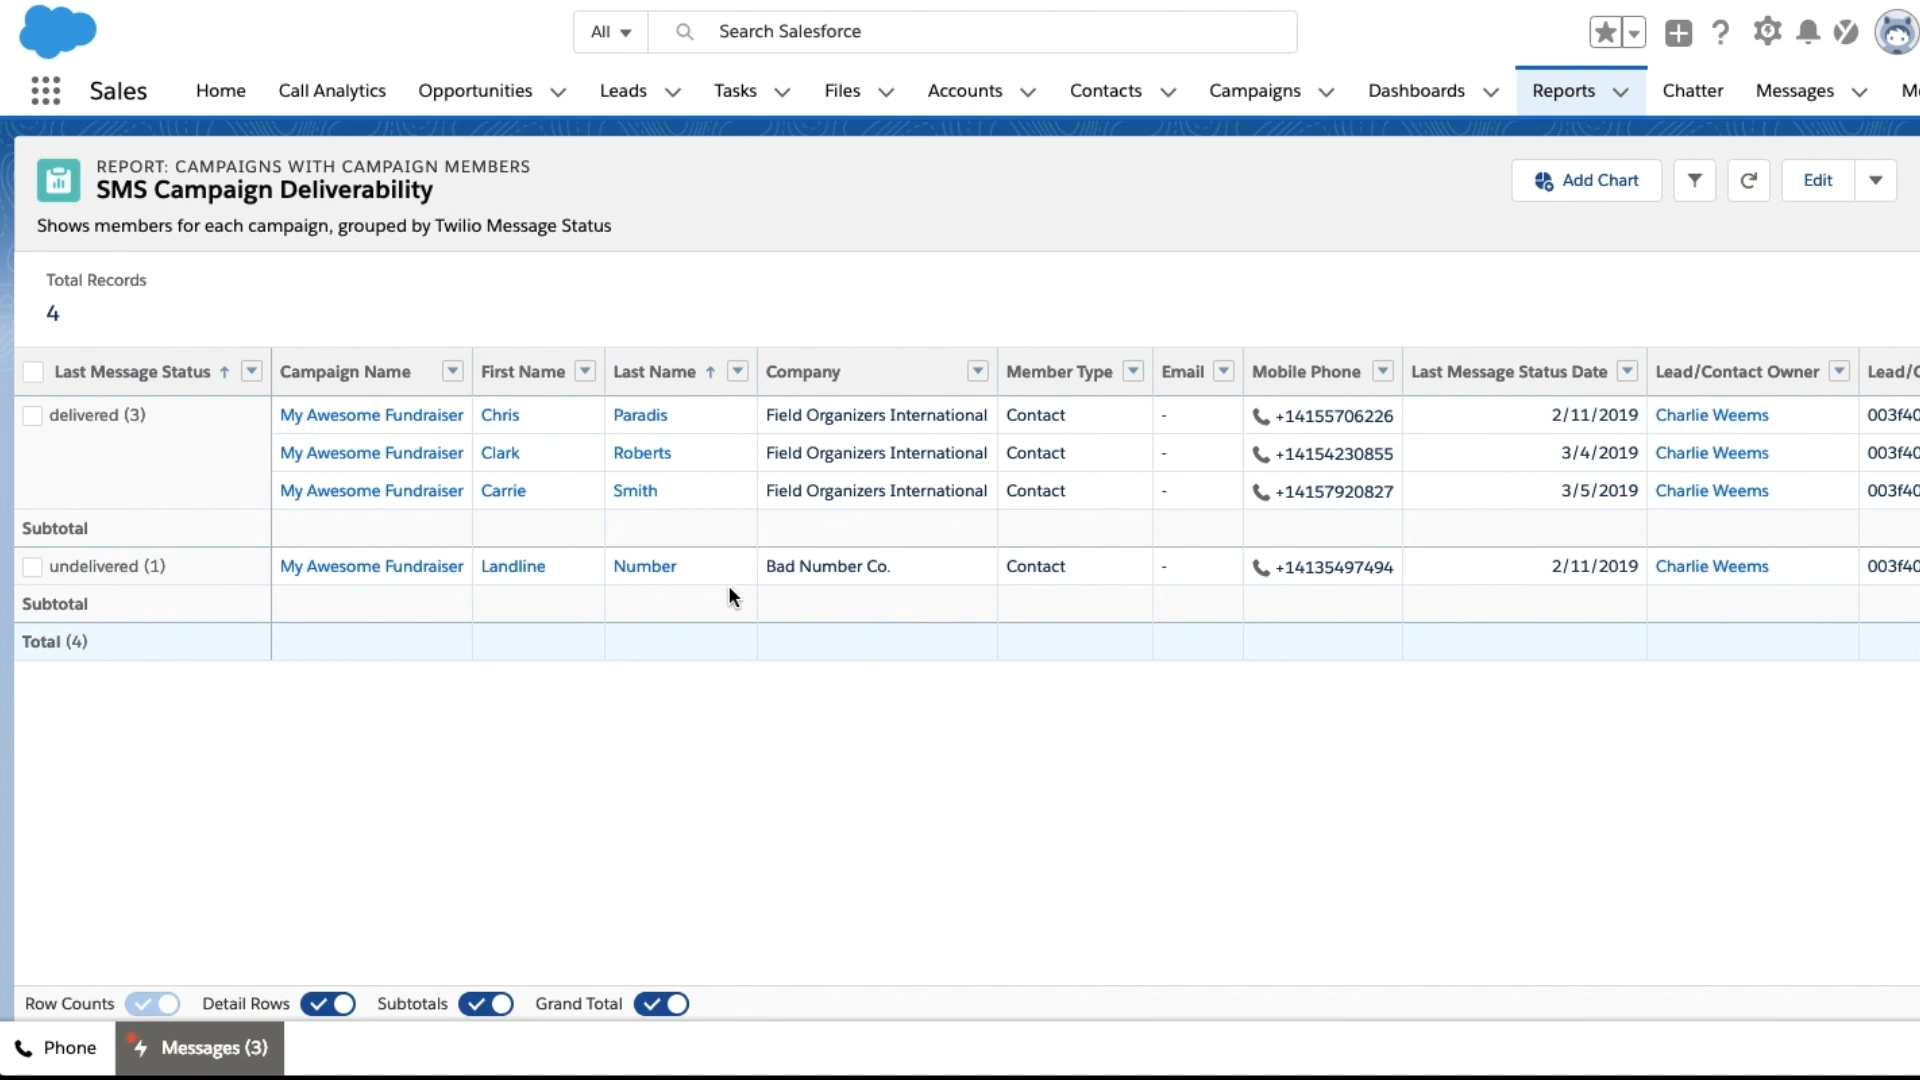 All Search Salesforce
Sales Home Call Analytics Opportunities Leads Tasks Files Accounts Contacts Campaigns Dashboards Reports Chatter Messages
REPORT: CAMPAIGNS WITH CAMPAIGN MEMBERS
SMS Campaign Deliverability
Add Chart Edit
Shows members for each campaign, grouped by Twilio Message Status
Total Records
4
Last Message Status ↑ Campaign Name First Name Last Name ↑ Company Member Type Email Mobile Phone Last Message Status Date Lead/Contact Owner Lead/C
delivered (3) My Awesome Fundraiser Chris Paradis Field Organizers International Contact - +14155706226 2/11/2019 Charlie Weems 003f40
My Awesome Fundraiser Clark Roberts Field Organizers International Contact - +14154230855 3/4/2019 Charlie Weems 003f40
My Awesome Fundraiser Carrie Smith Field Organizers International Contact - +14157920827 3/5/2019 Charlie Weems 003f40
Subtotal
undelivered (1) My Awesome Fundraiser Landline Number Bad Number Co. Contact - +14135497494 2/11/2019 Charlie Weems 003f40
Subtotal
Total (4)
Row Counts Detail Rows Subtotals Grand Total
Phone Messages (3)